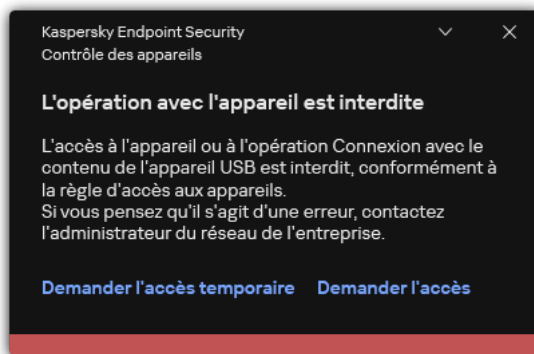 Kaspersky Endpoint Security
Contrôle des appareils
L'opération avec l'appareil est interdite
L'accès à l'appareil ou à l'opération Connexion avec le
contenu de l'appareil USB est interdit, conformément à
la règle d'accès aux appareils.
Si vous pensez qu'il s'agit d'une erreur, contactez
l'administrateur du réseau de l'entreprise.
Demander l'accès temporaire Demander l'accès